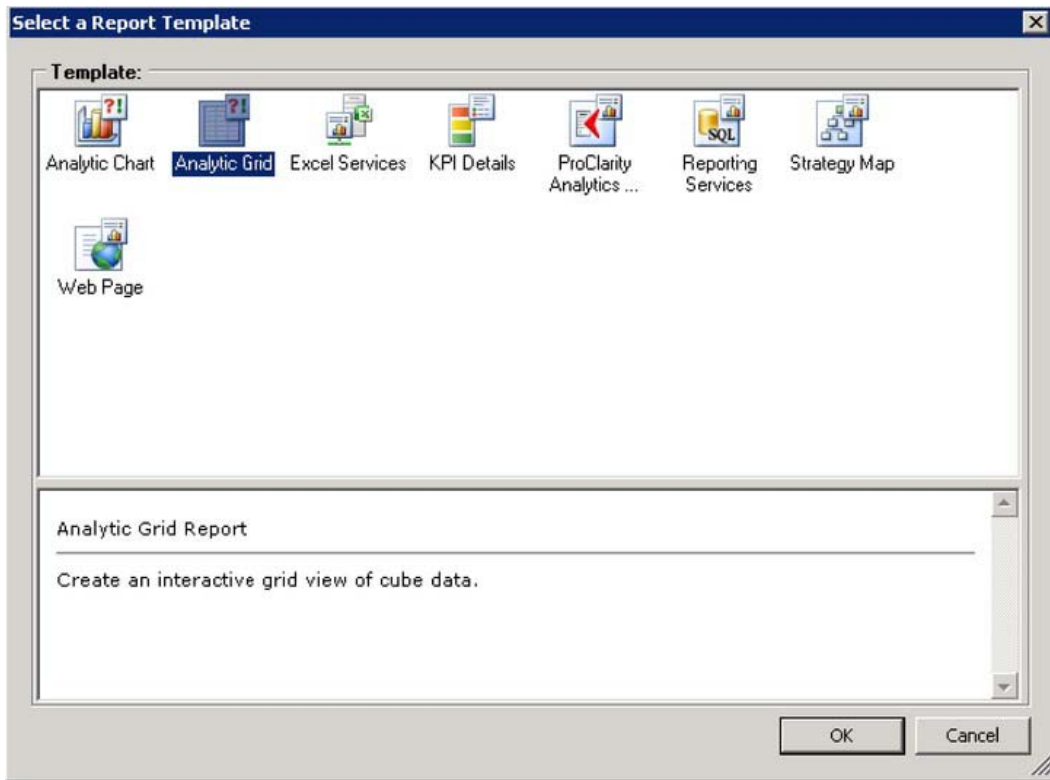 Select a Report Template
Template:
?! ?!
SQL
Analytic Chart Analytic Grid Excel Services KPI Details ProClarity Analytics ... Reporting Services Strategy Map
Web Page
Analytic Grid Report
Create an interactive grid view of cube data.
OK Cancel